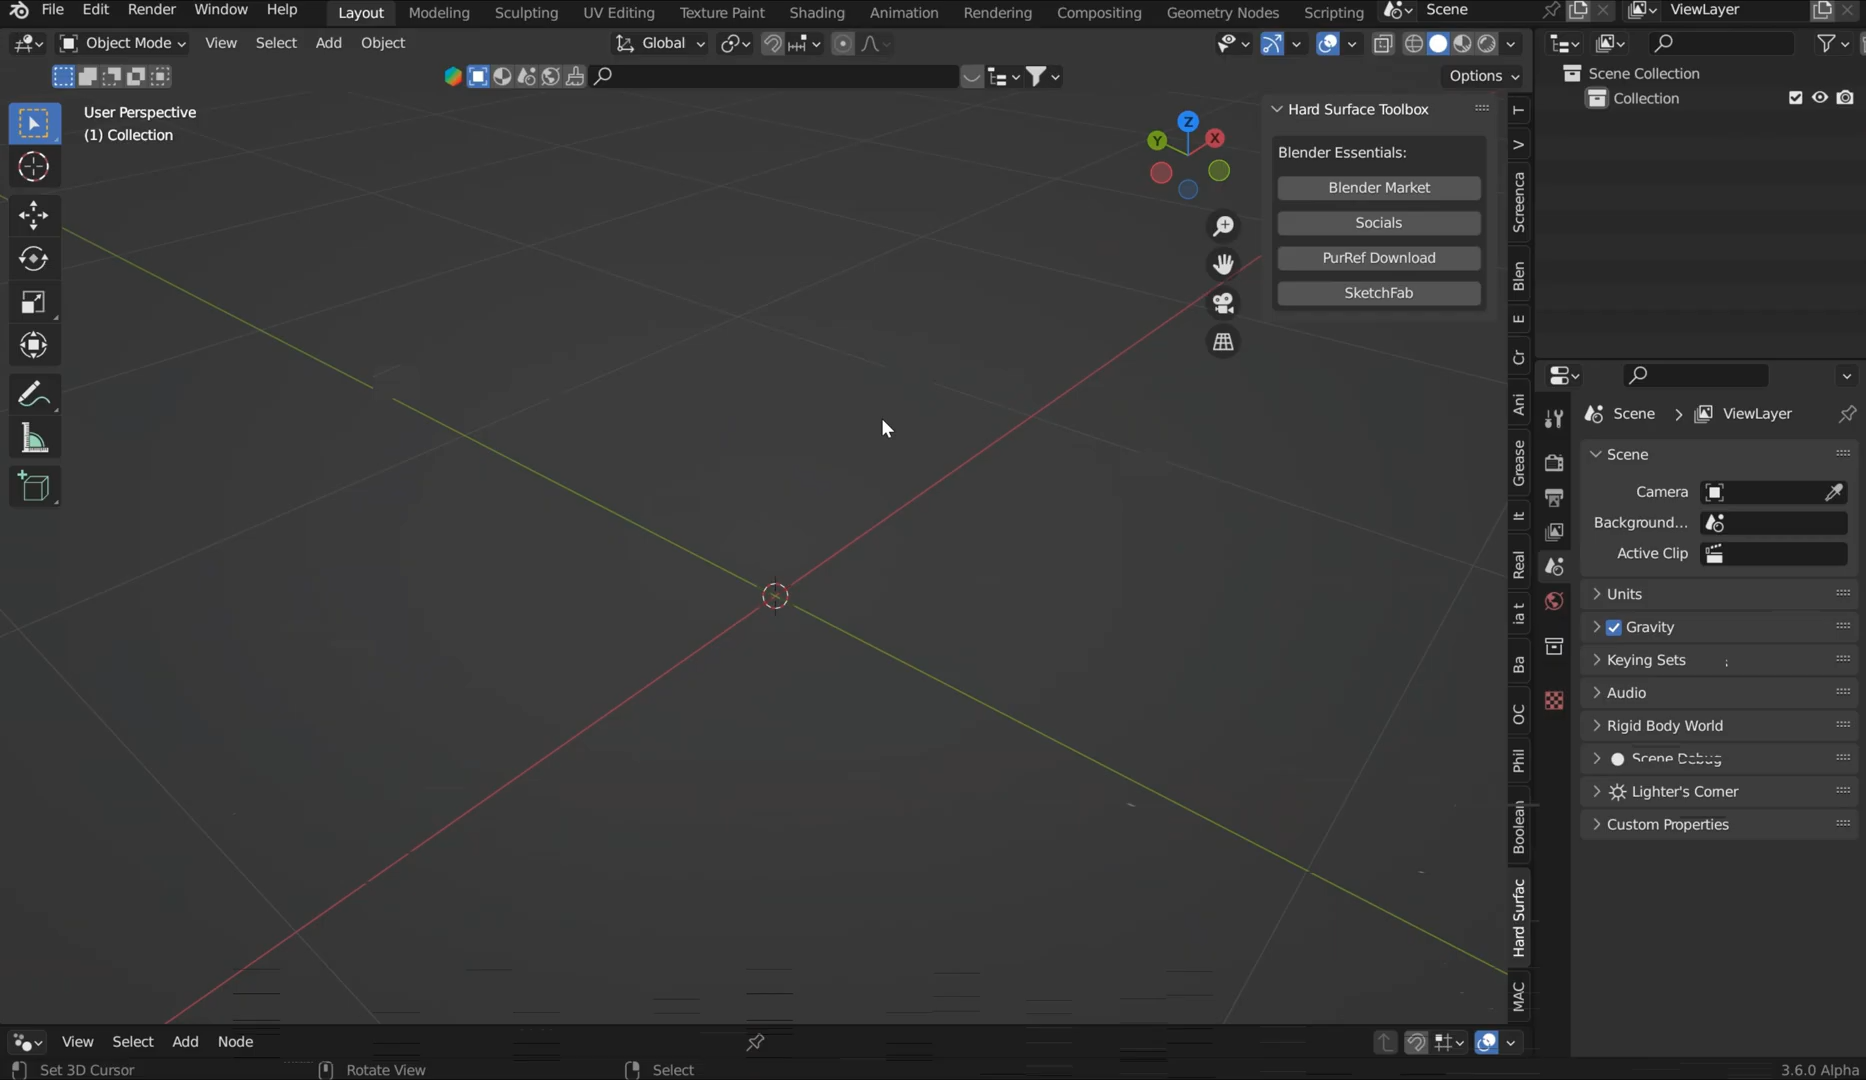 File Edit Render Window Help Layout Modeling Sculpting UV Editing Texture Paint Shading Animation Rendering Compositing Geometry Nodes Scripting Scene ViewLayer
Object Mode View Select Add Object Global
Options
User Perspective
(1) Collection
Z
Y
X
Hard Surface Toolbox
Blender Essentials:
Blender Market
Socials
PurRef Download
SketchFab
T
V
Screenca
Blen
E
Cr
Ani
Grease
It
Real
ia t
Ba
OC
Phil
Boolean
Hard Surfac
MAC
Scene Collection
Collection
Scene > ViewLayer
Scene
Camera
Background...
Active Clip
Units
Gravity
Keying Sets
Audio
Rigid Body World
Scene Debug
Lighter's Corner
Custom Properties
View Select Add Node
Set 3D Cursor Rotate View Select 3.6.0 Alpha